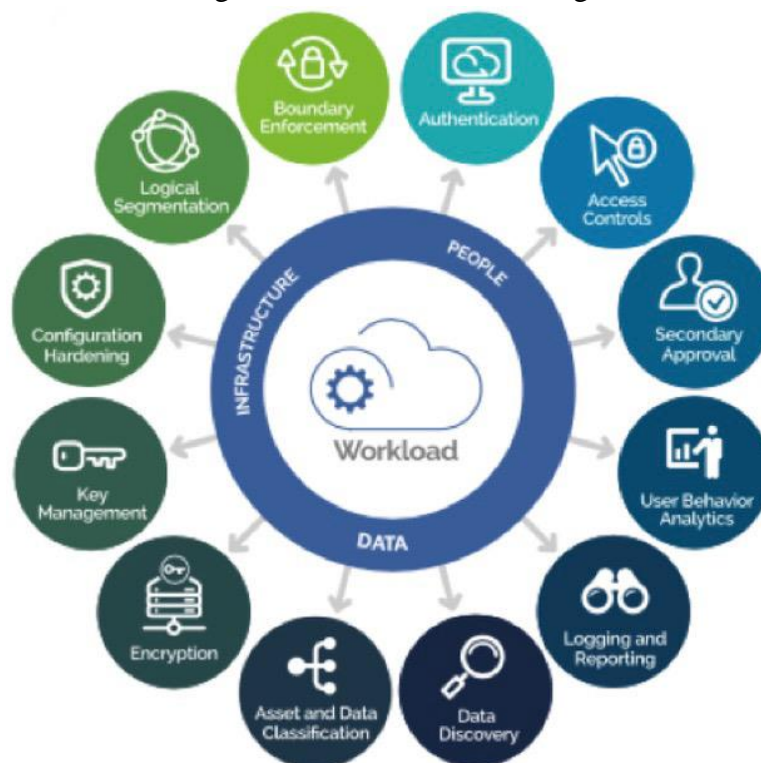 Boundary
Enforcement
Authentication
Access
Controls
Secondary
Approval
User Behavior
Analytics
Logging and
Reporting
Data
Discovery
Asset and Data
Classification
Encryption
Key
Management
Configuration
Hardening
Logical
Segmentation
INFRASTRUCTURE
PEOPLE
DATA
Workload